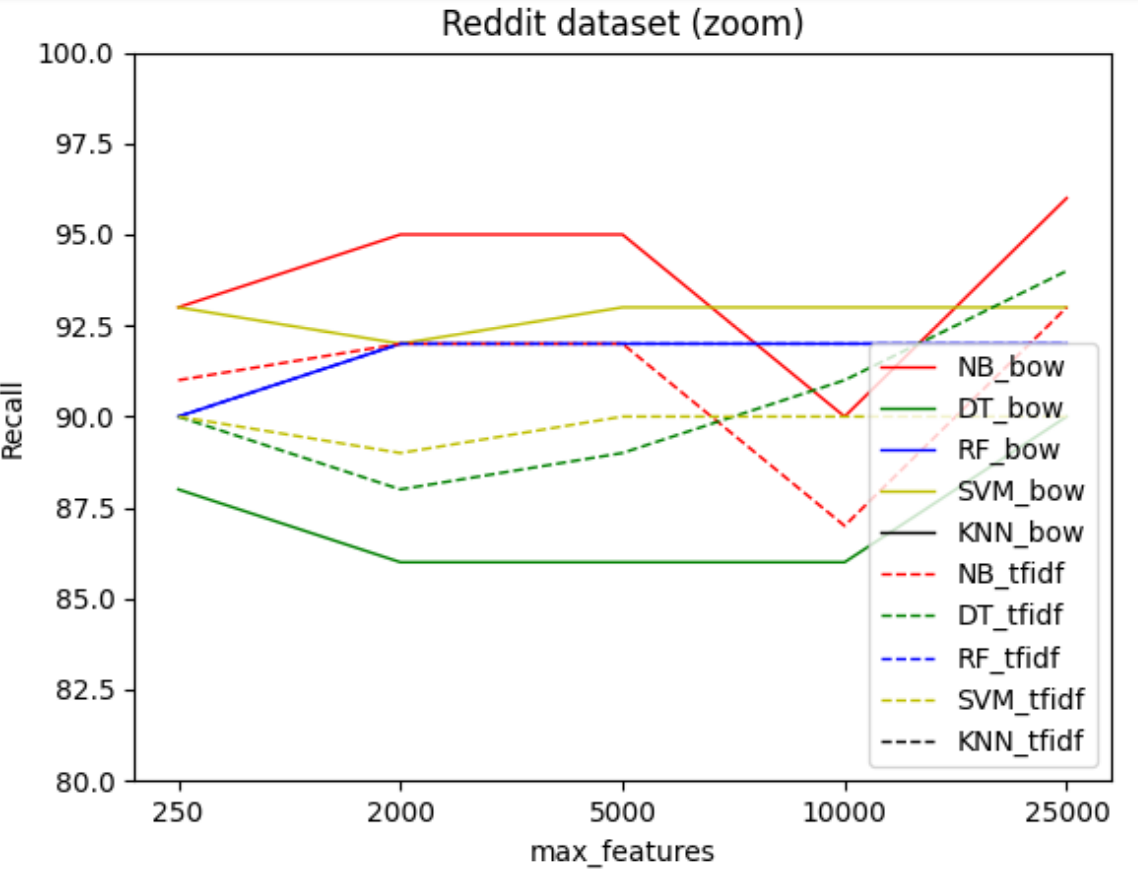 Reddit dataset (zoom)
100.0
97.5
95.0
92.5
90.0
87.5
85.0
82.5
80.0
Recall
250 2000 5000 10000 25000
max_features
NB_bow
DT_bow
RF_bow
SVM_bow
KNN_bow
NB_tfidf
DT_tfidf
RF_tfidf
SVM_tfidf
KNN_tfidf